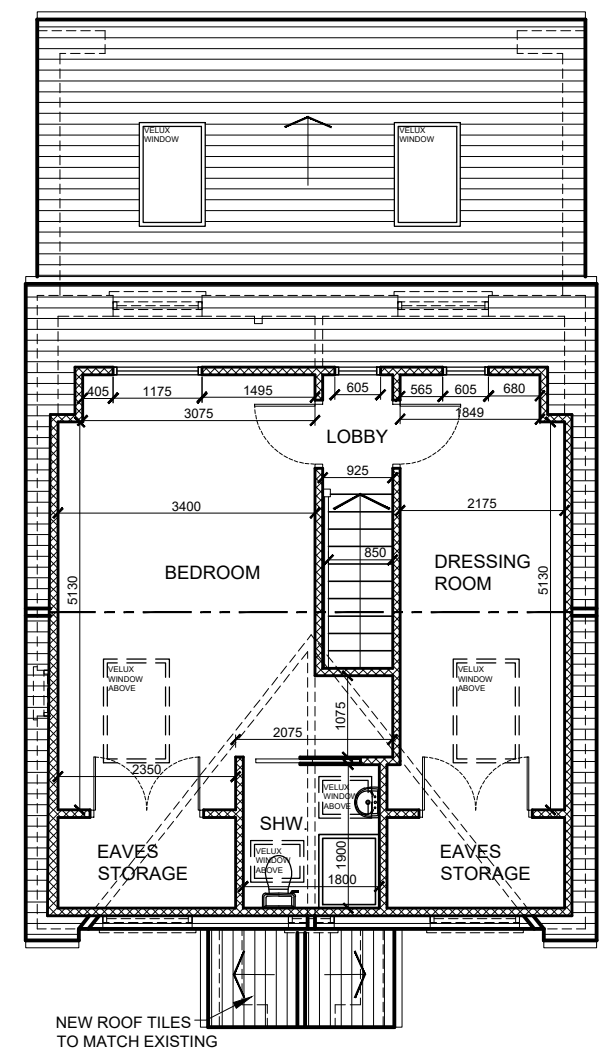 VELUX
WINDOW
VELUX
WINDOW
405
1175
1495
605
565
605
680
3075
1849
LOBBY
925
3400
2175
850
BEDROOM
DRESSING
ROOM
5130
5130
VELUX
WINDOW
ABOVE
VELUX
WINDOW
ABOVE
1075
2075
2350
VELUX
WINDOW
ABOVE
SHW.
EAVES
STORAGE
VELUX
WINDOW
ABOVE
1900
1800
EAVES
STORAGE
NEW ROOF TILES
TO MATCH EXISTING